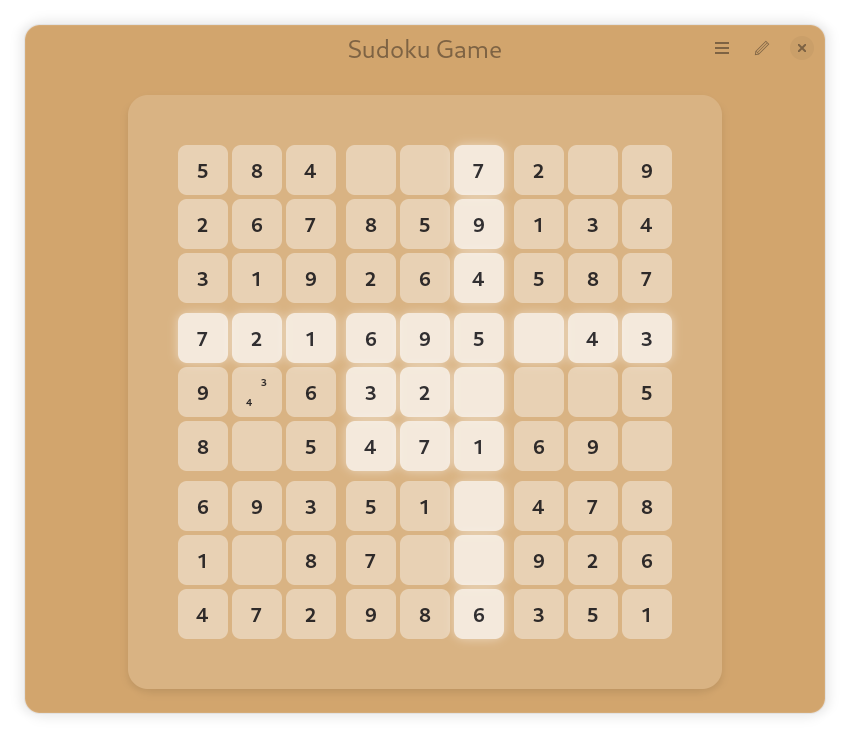 Sudoku Game
5 8 4 7 2 9
2 6 7 8 5 9 1 3 4
3 1 9 2 6 4 5 8 7
7 2 1 6 9 5 4 3
9 3 4 6 3 2 5
8 5 4 7 1 6 9
6 9 3 5 1 4 7 8
1 8 7 9 2 6
4 7 2 9 8 6 3 5 1